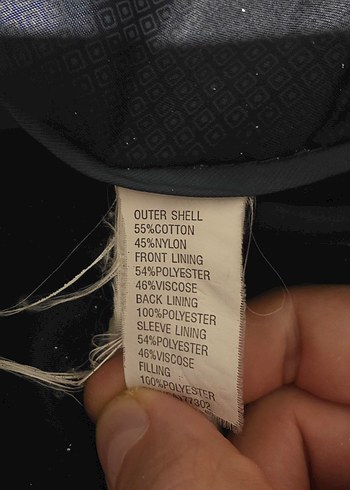 OUTER SHELL
55%COTTON
45%NYLON
FRONT LINING
54%POLYESTER
46%VISCOSE
BACK LINING
100%POLYESTER
SLEEVE LINING
54%POLYESTER
46%VISCOSE
FILLING
100%POLYESTER